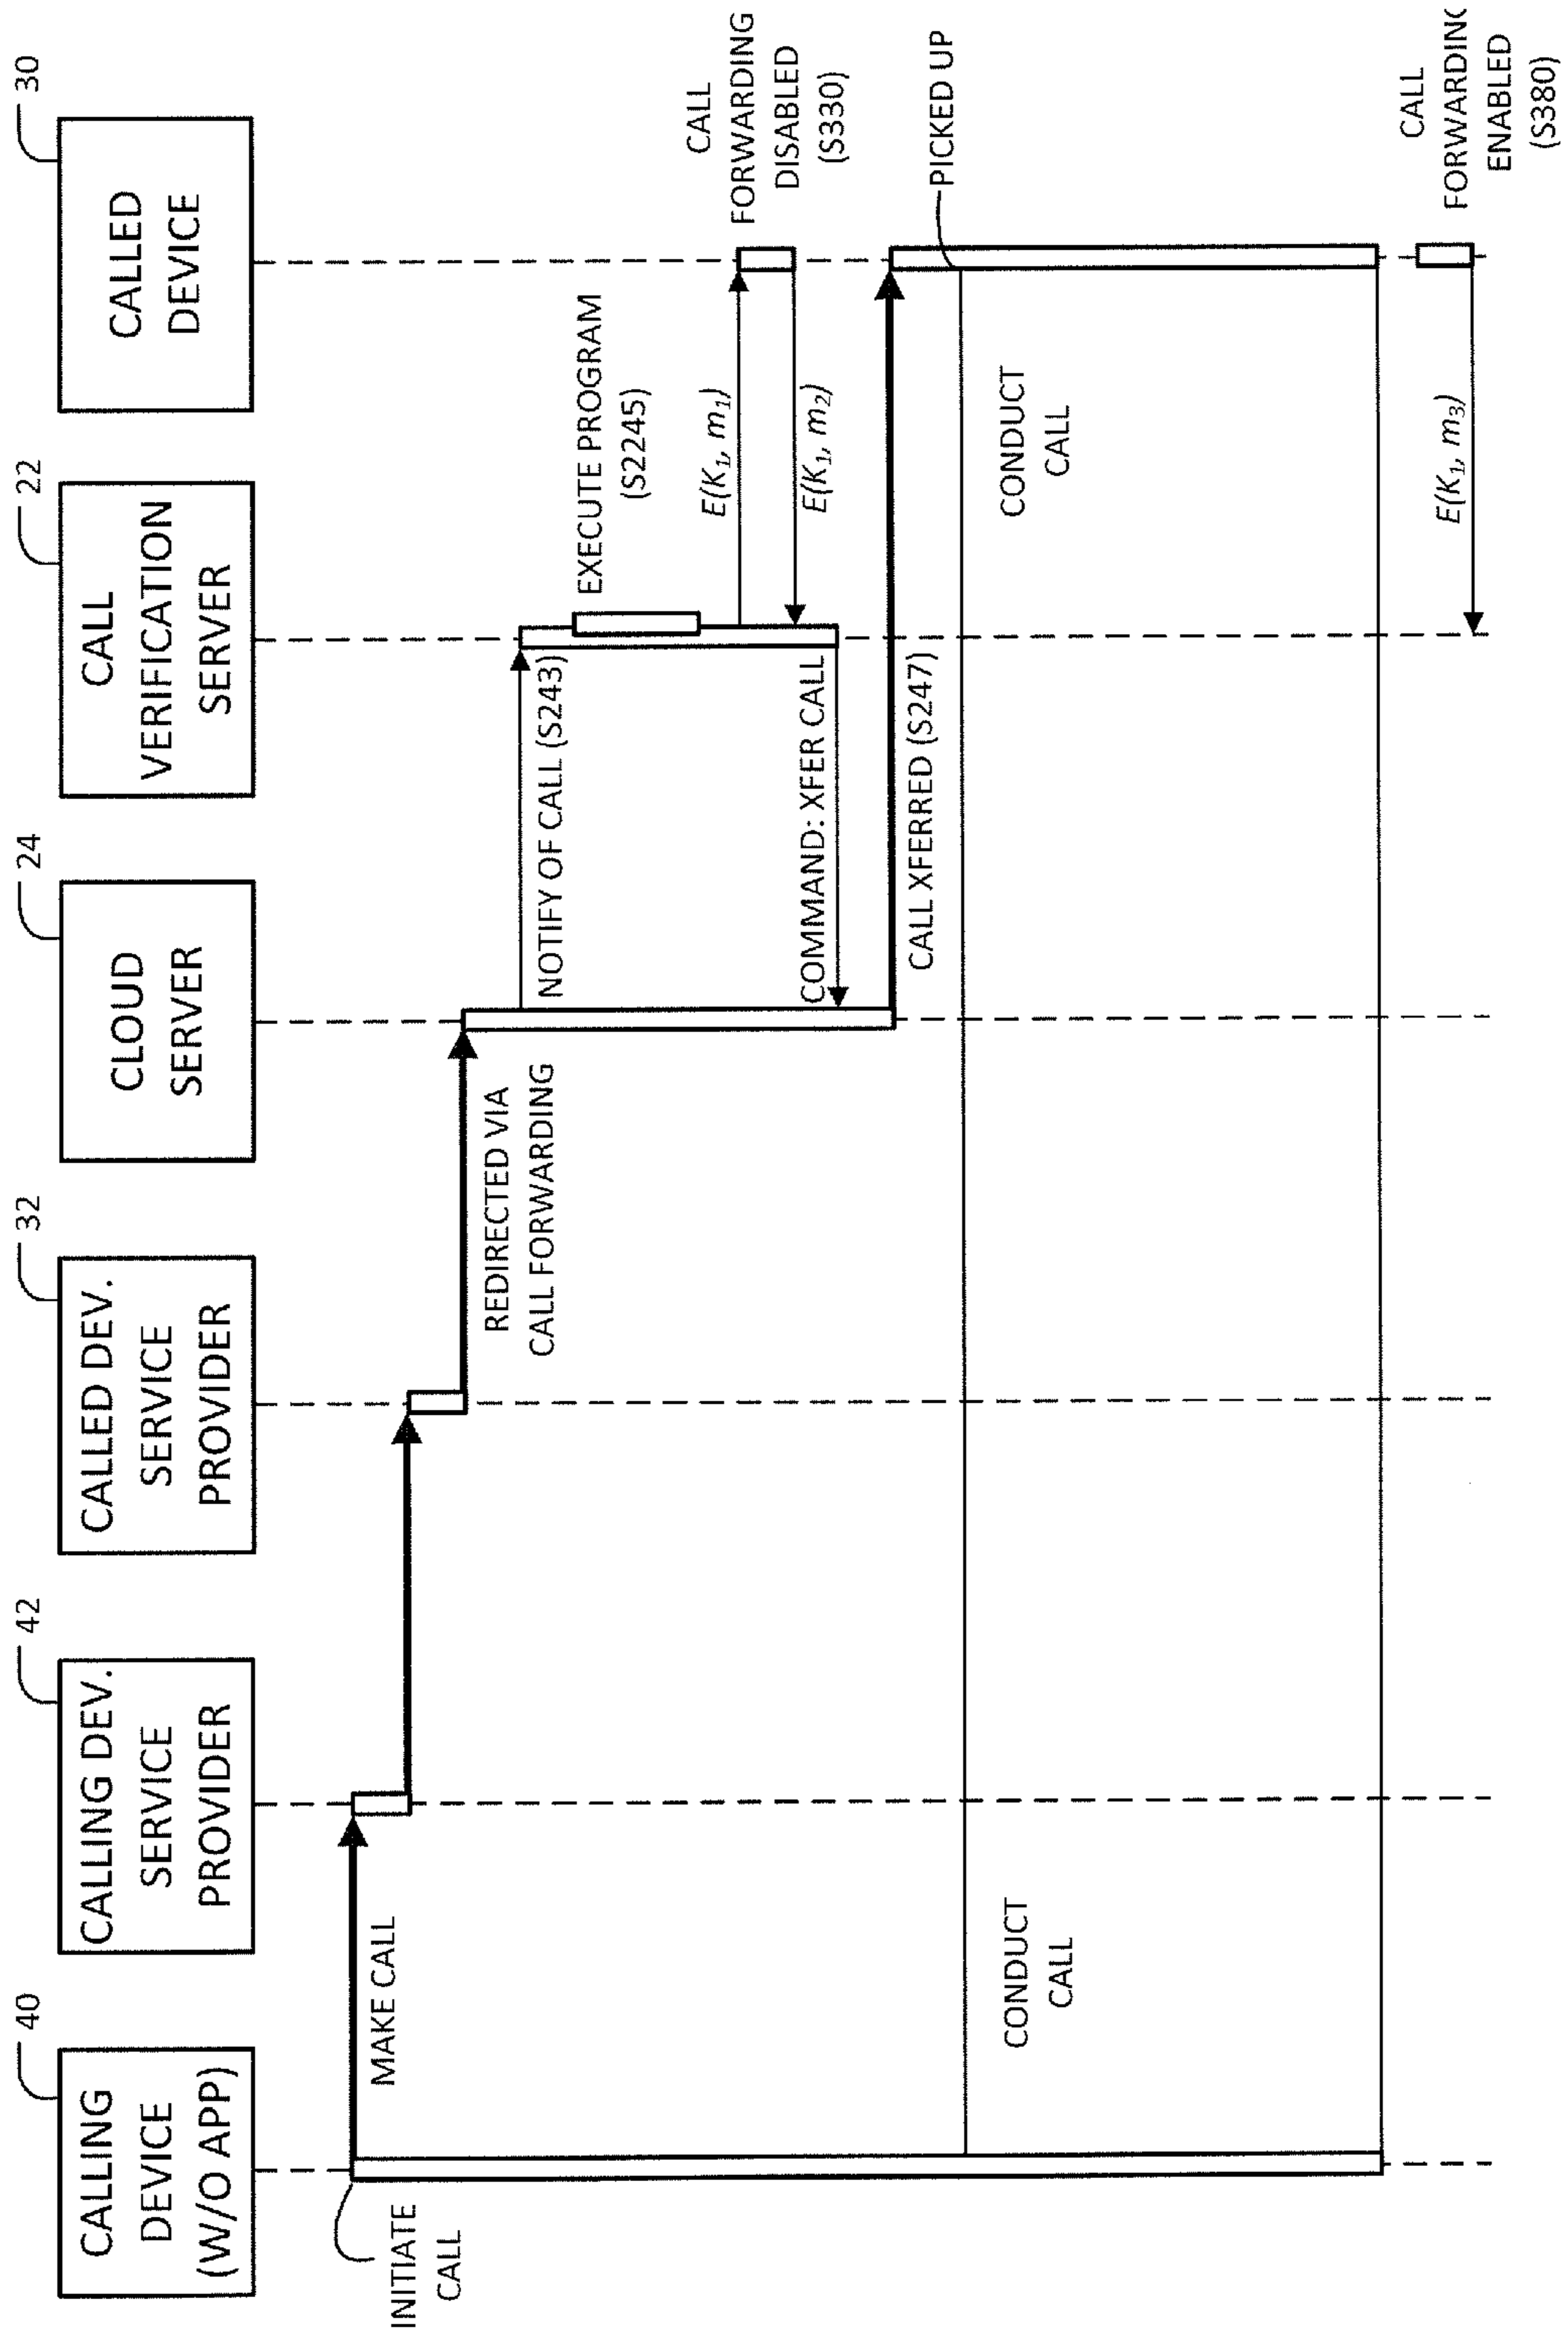 40
CALLING
DEVICE
(W/O APP)
42
CALLING DEV.
SERVICE
PROVIDER
32
CALLED DEV.
SERVICE
PROVIDER
24
CLOUD
SERVER
22
CALL
VERIFICATION
SERVER
30
CALLED
DEVICE
INITIATE
CALL
MAKE CALL
REDIRECTED VIA
CALL FORWARDING
NOTIFY OF CALL (S243)
EXECUTE PROGRAM
(S2245)
E(K₁, m₁)
CALL
FORWARDING
DISABLED
(S330)
E(K₁, m₂)
COMMAND: XFER CALL
CALL XFERRED (S247)
PICKED UP
CONDUCT
CALL
CONDUCT
CALL
E(K₁, m₃)
CALL
FORWARDING
ENABLED
(S380)